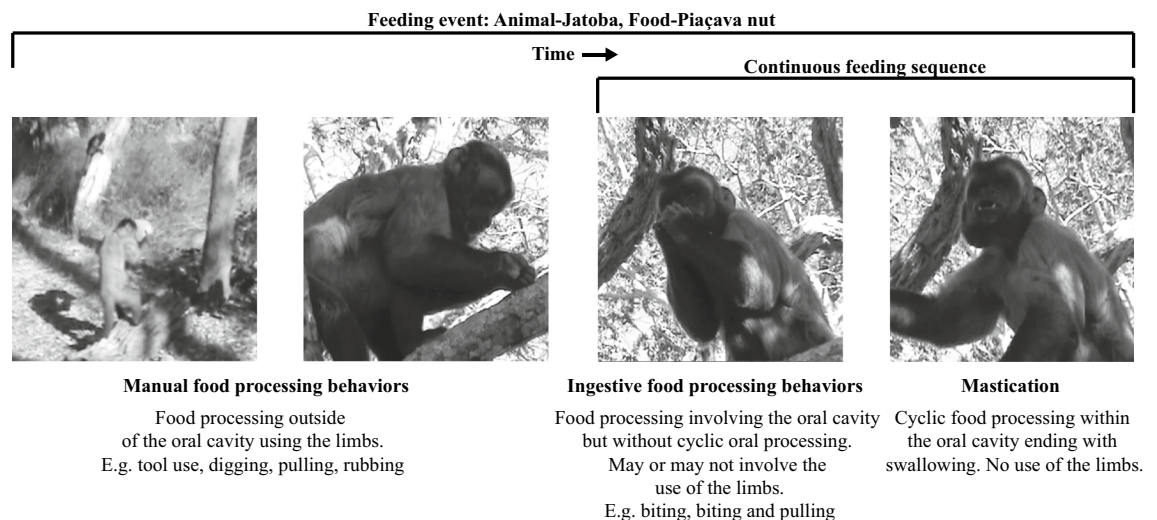 Feeding event: Animal-Jatoba, Food-Piaçava nut
Time
Continuous feeding sequence
Manual food processing behaviors
Food processing outside
of the oral cavity using the limbs.
E.g. tool use, digging, pulling, rubbing
Ingestive food processing behaviors
Food processing involving the oral cavity
but without cyclic oral processing.
May or may not involve the
use of the limbs.
E.g. biting, biting and pulling
Mastication
Cyclic food processing within
the oral cavity ending with
swallowing. No use of the limbs.